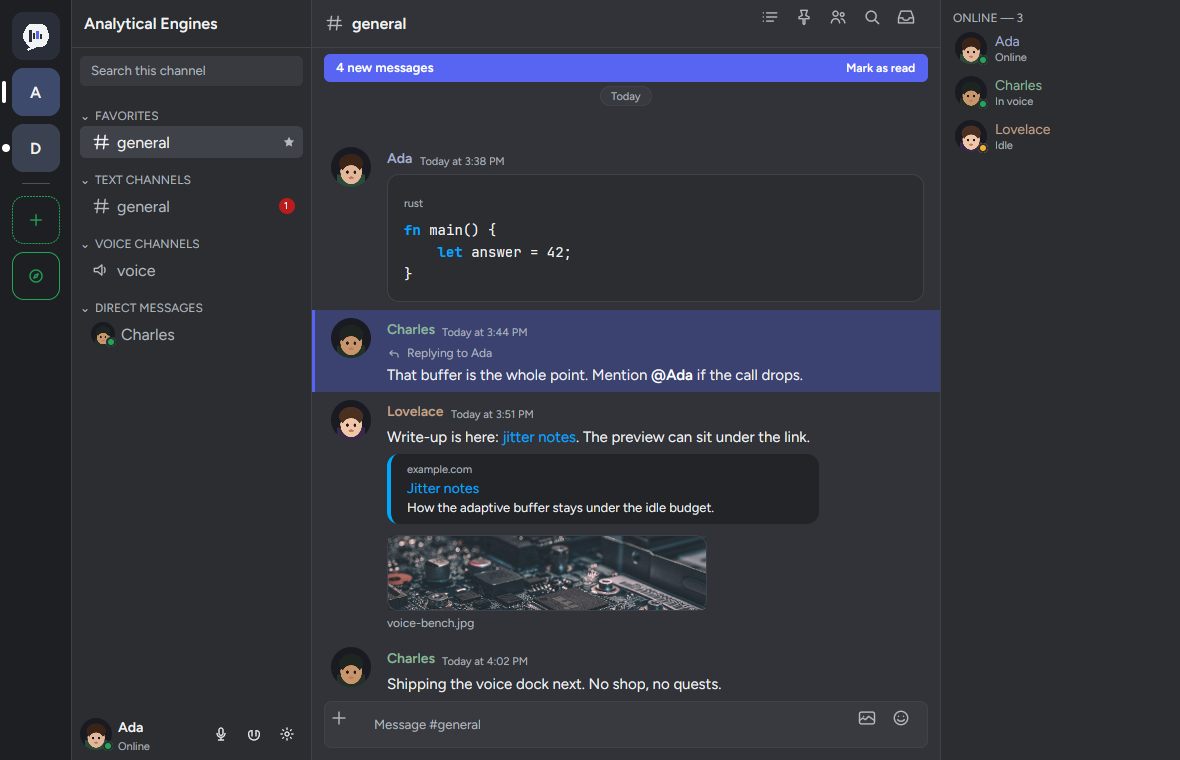 A
D
Analytical Engines
Search this channel
FAVORITES
# general
TEXT CHANNELS
# general
1
VOICE CHANNELS
voice
DIRECT MESSAGES
Charles
Ada
Online
# general
4 new messages
Mark as read
Today
Ada Today at 3:38 PM
rust
fn main() {
    let answer = 42;
}
Charles Today at 3:44 PM
Replying to Ada
That buffer is the whole point. Mention @Ada if the call drops.
Lovelace Today at 3:51 PM
Write-up is here: jitter notes. The preview can sit under the link.
example.com
Jitter notes
How the adaptive buffer stays under the idle budget.
voice-bench.jpg
Charles Today at 4:02 PM
Shipping the voice dock next. No shop, no quests.
Message #general
ONLINE — 3
Ada
Online
Charles
In voice
Lovelace
Idle